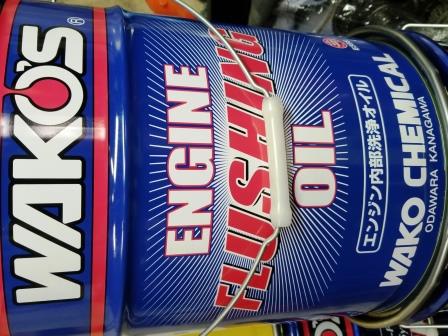 WAKO'S®
ENGINE
FLUSHING
OIL
エンジン内部洗浄オイル
WAKO CHEMICAL
ODAWARA KANAGAWA